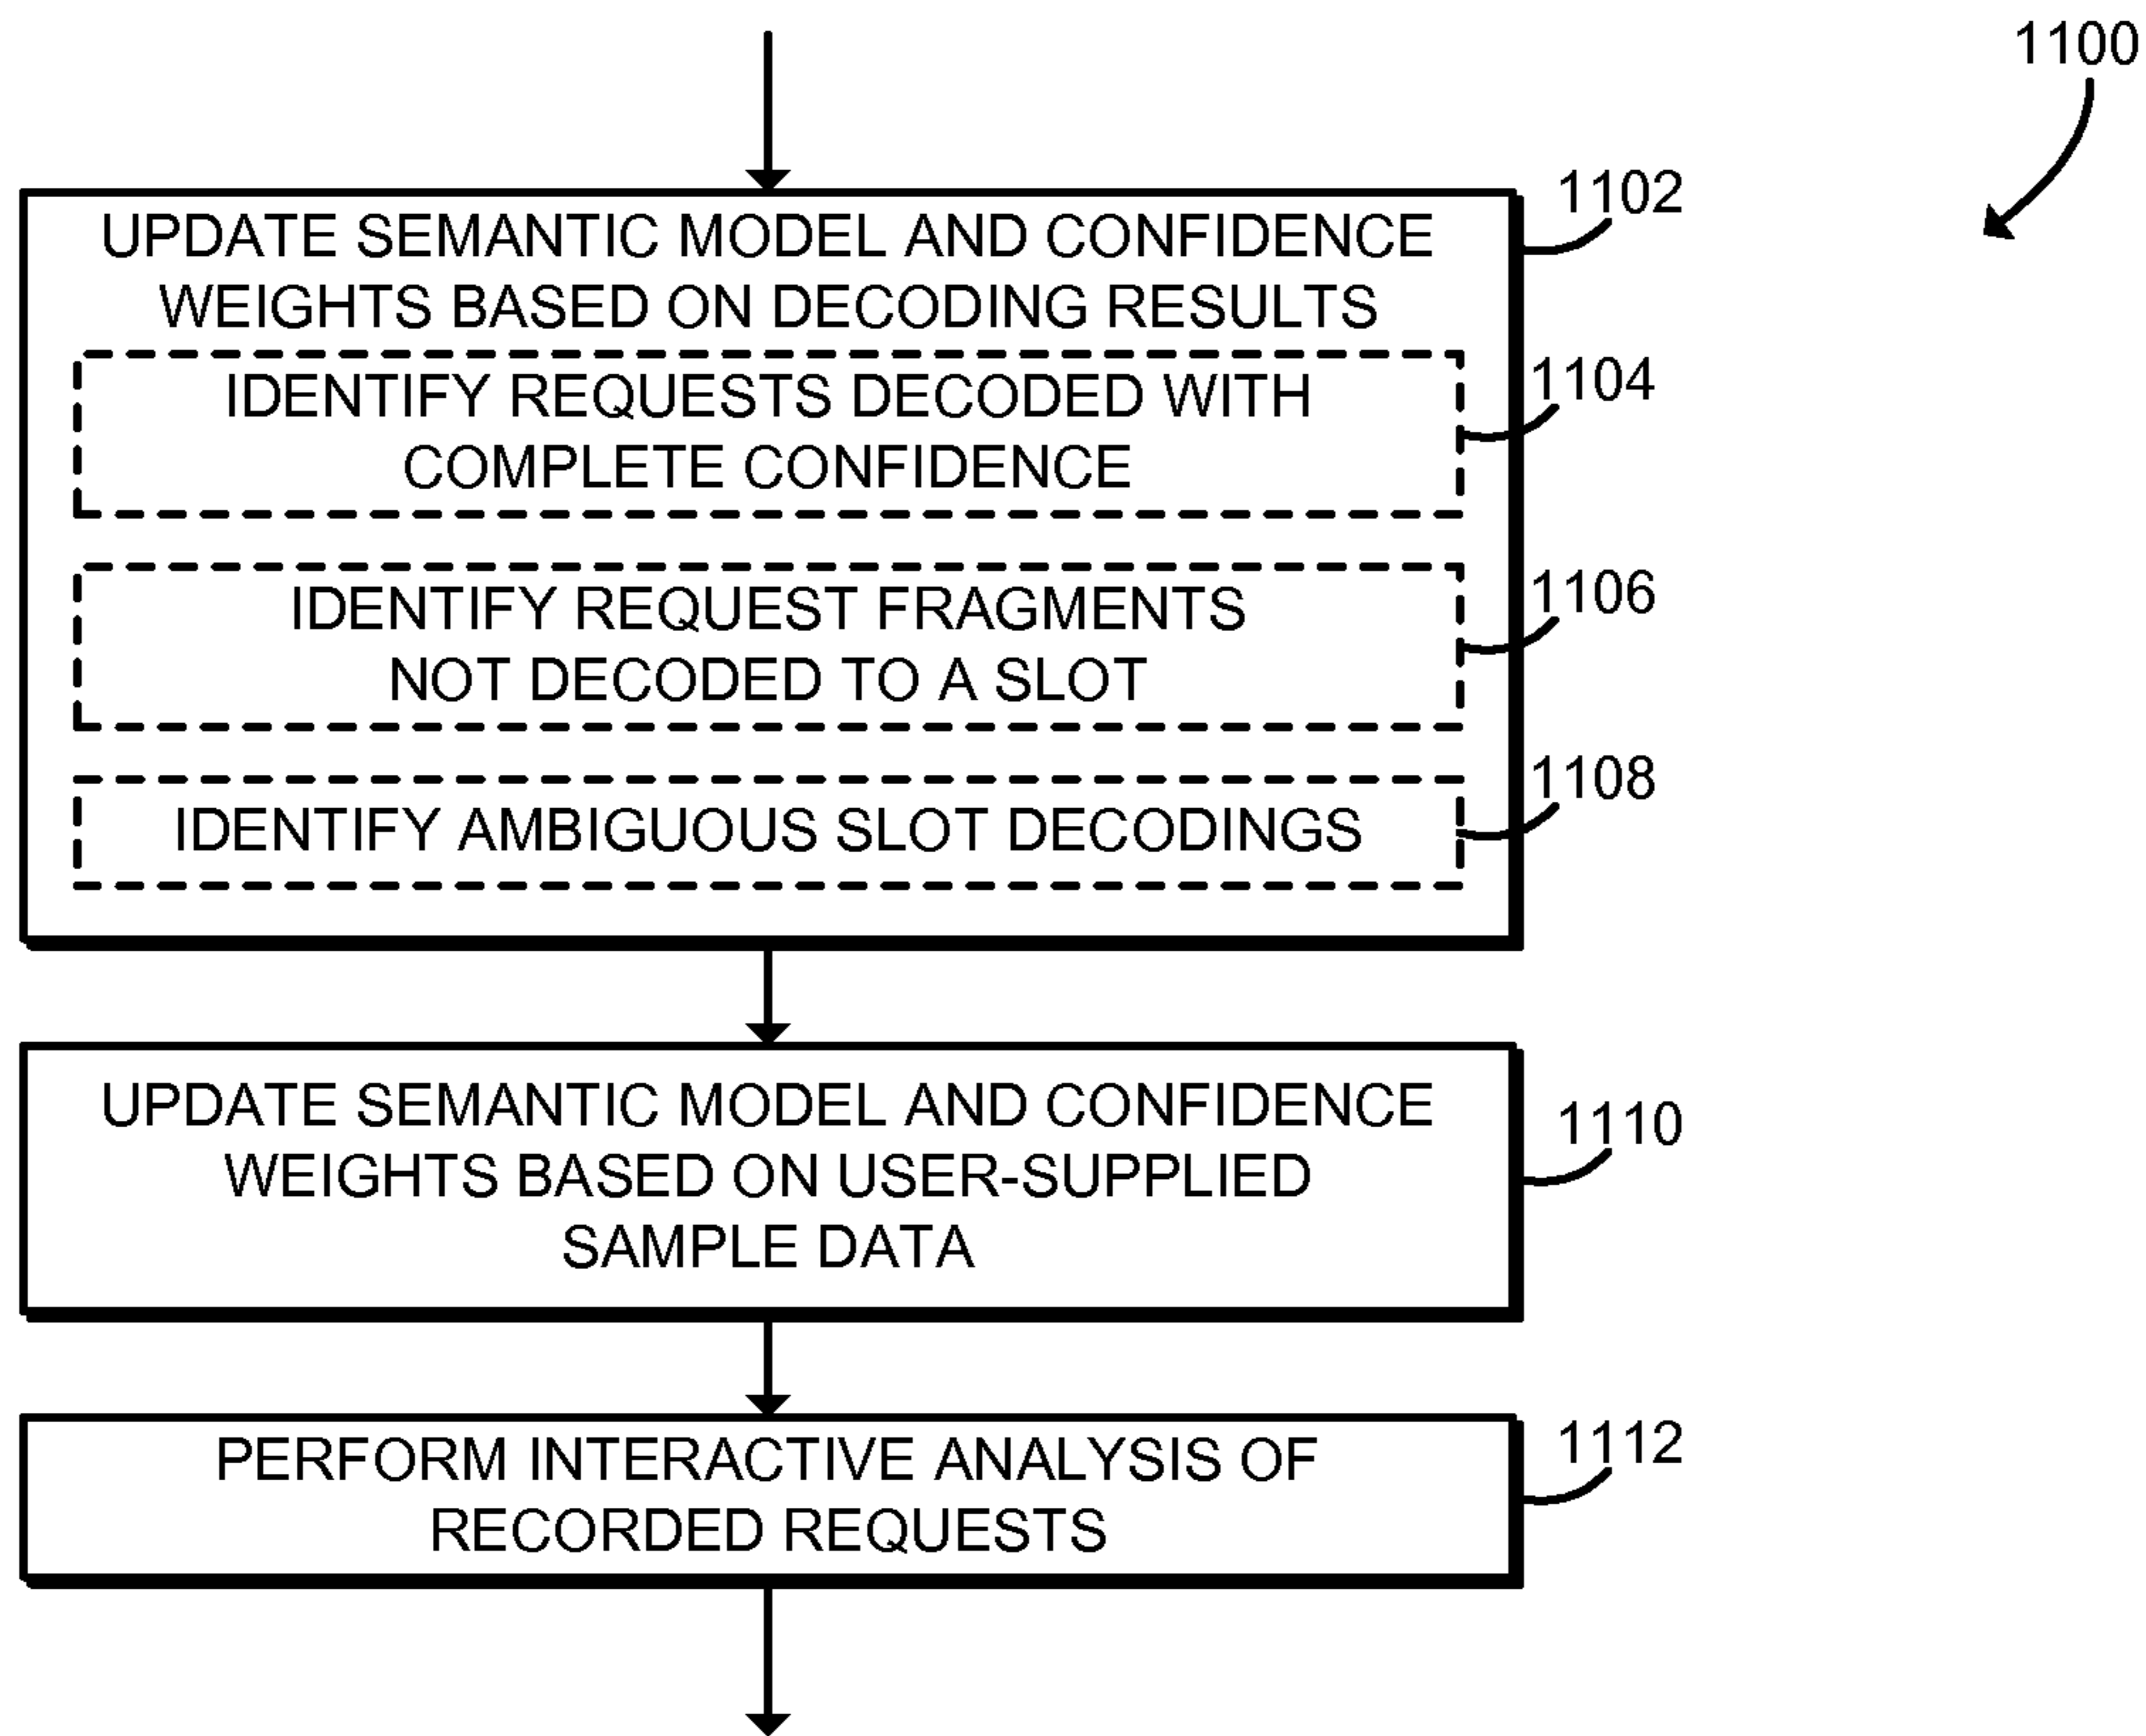 1100
1102
UPDATE SEMANTIC MODEL AND CONFIDENCE
WEIGHTS BASED ON DECODING RESULTS
1104
IDENTIFY REQUESTS DECODED WITH
COMPLETE CONFIDENCE
1106
IDENTIFY REQUEST FRAGMENTS
NOT DECODED TO A SLOT
1108
IDENTIFY AMBIGUOUS SLOT DECODINGS
1110
UPDATE SEMANTIC MODEL AND CONFIDENCE
WEIGHTS BASED ON USER-SUPPLIED
SAMPLE DATA
1112
PERFORM INTERACTIVE ANALYSIS OF
RECORDED REQUESTS